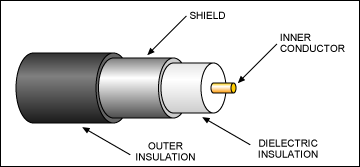 SHIELD
INNER
CONDUCTOR
OUTER
INSULATION
DIELECTRIC
INSULATION